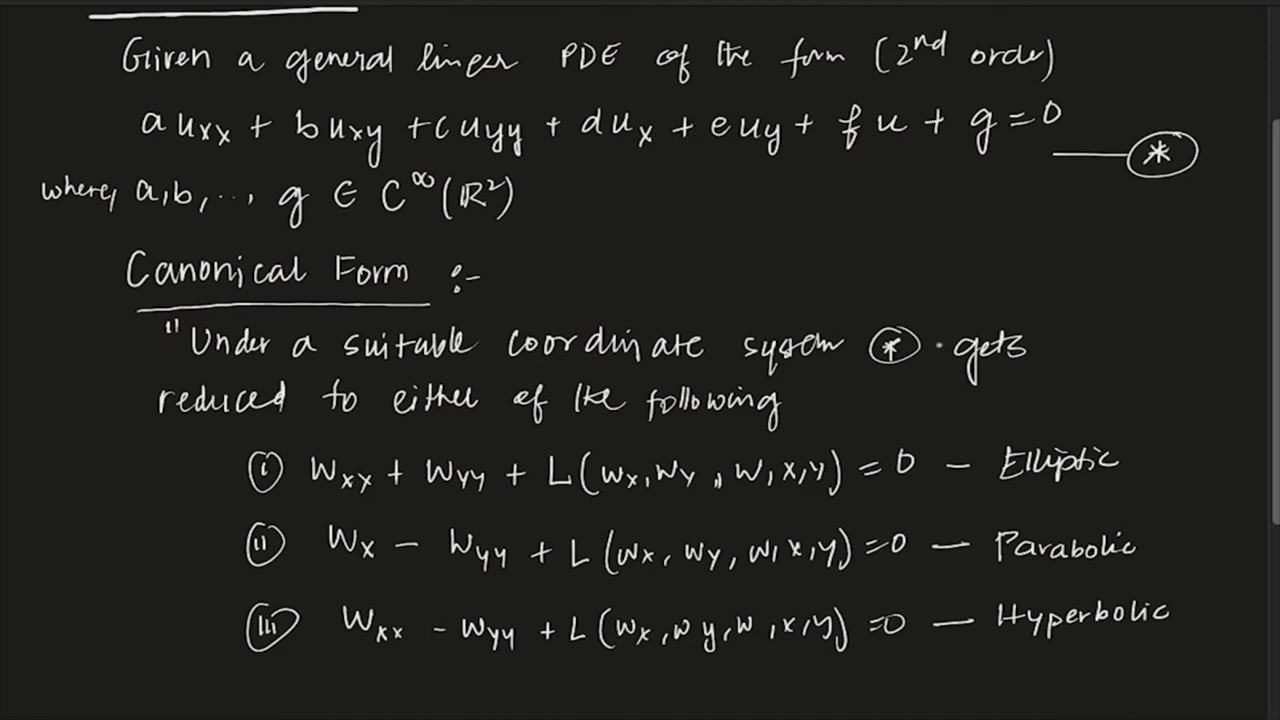 Given a general linear PDE of the form (2nd order)
a uxx + b uxy + c uyy + d ux + e uy + f u + g = 0 — *
where, a, b, ..., g ∈ C^∞(ℝ²)
Canonical Form :-
"Under a suitable coordinate system * gets
reduced to either of the following
(i) Wxx + Wyy + L(Wx, Wy, W, x, y) = 0 — Elliptic
(ii) Wx - Wyy + L(Wx, Wy, W, x, y) = 0 — Parabolic
(iii) Wxx - Wyy + L(Wx, Wy, W, x, y) = 0 — Hyperbolic